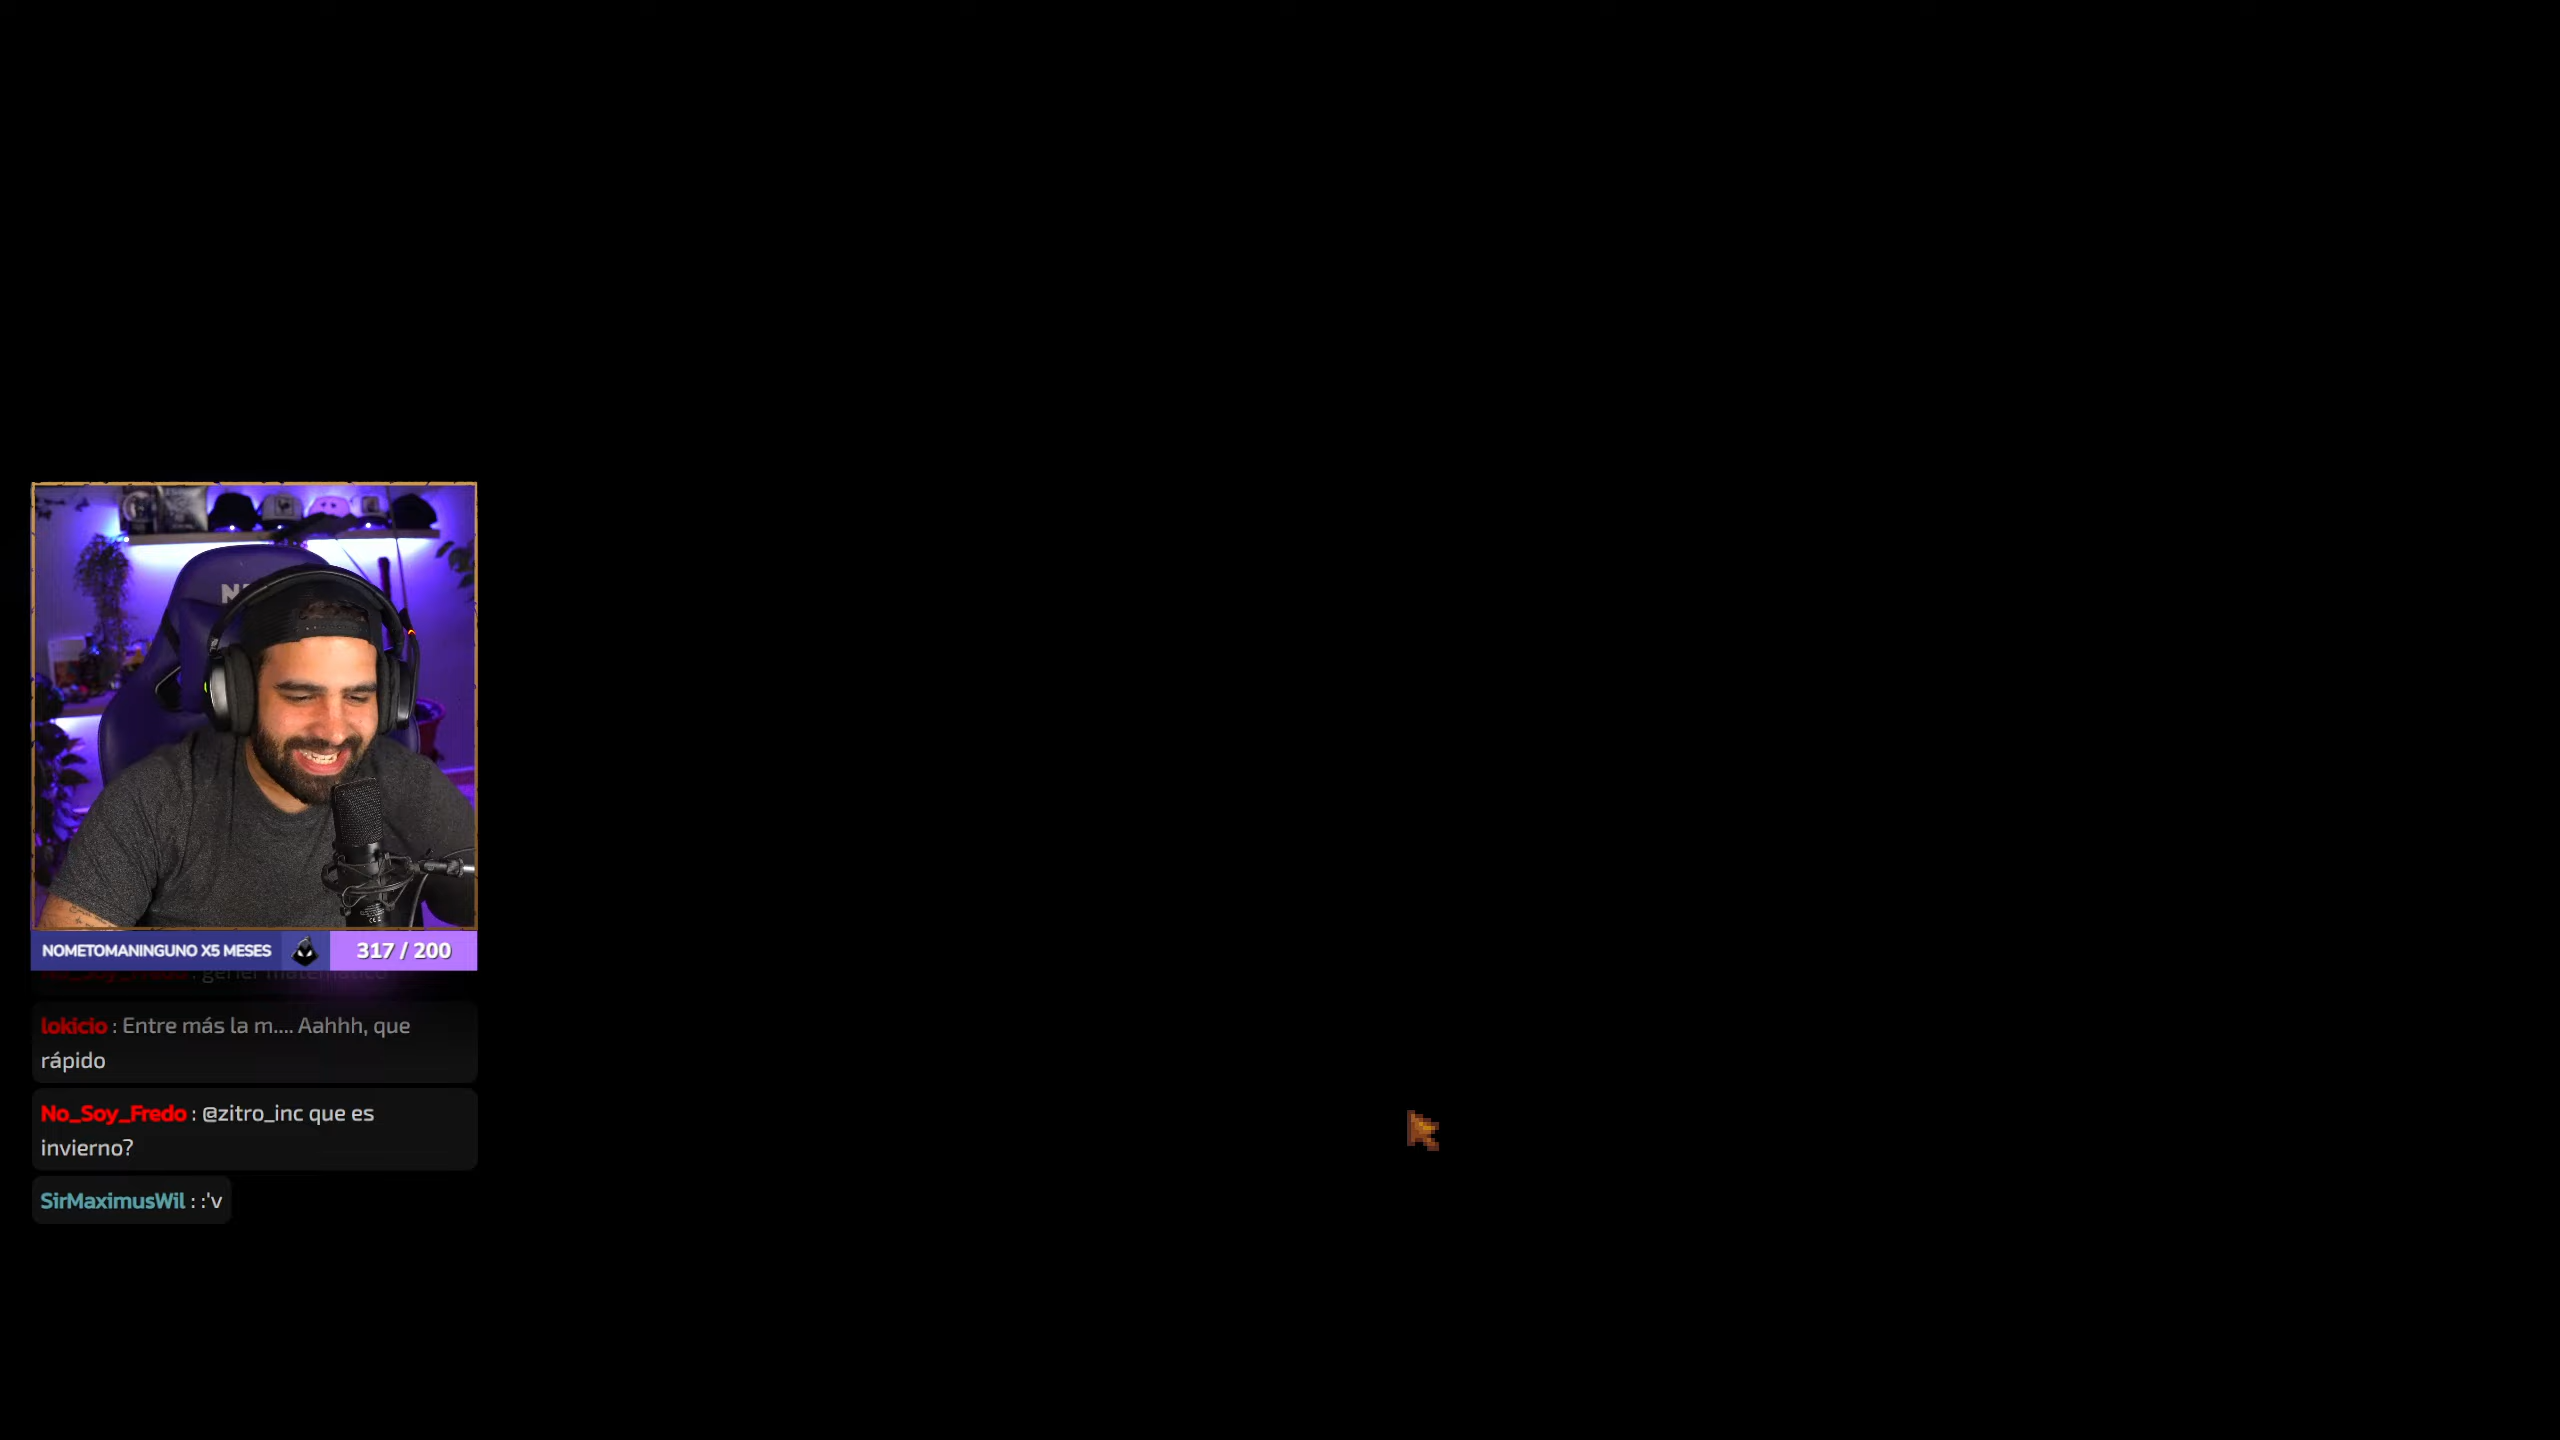 NOMETOMANINGUNO X5 MESES
317 / 200
lokicio : Entre más la m.... Aahhh, que
rápido
No_Soy_Fredo : @zitro_inc que es
invierno?
SirMaximusWil : :'v